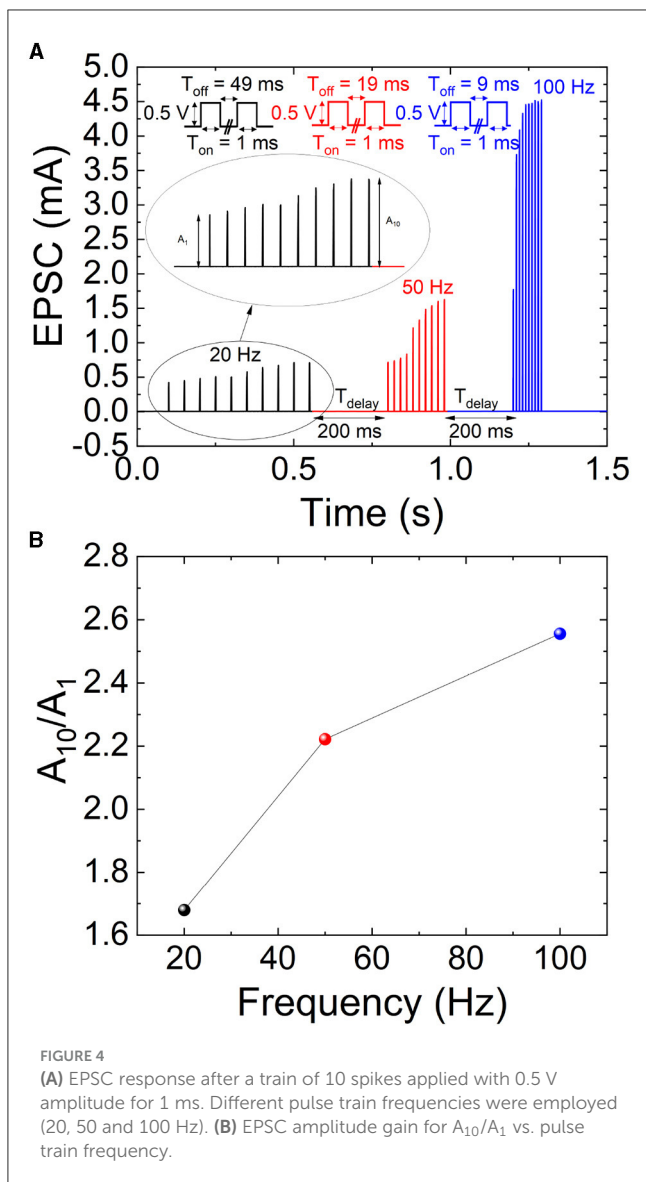 A
T_off = 49 ms T_off = 19 ms T_off = 9 ms 100 Hz
0.5 V 0.5 V 0.5 V
T_on = 1 ms T_on = 1 ms T_on = 1 ms
A₁ A₁₀
50 Hz
20 Hz
T_delay T_delay
200 ms 200 ms
EPSC (mA)
5.0
4.5
4.0
3.5
3.0
2.5
2.0
1.5
1.0
0.5
0.0
-0.5
0.0 0.5 1.0 1.5
Time (s)
B
A₁₀/A₁
2.8
2.6
2.4
2.2
2.0
1.8
1.6
20 40 60 80 100
Frequency (Hz)
FIGURE 4
(A) EPSC response after a train of 10 spikes applied with 0.5 V
amplitude for 1 ms. Different pulse train frequencies were employed
(20, 50 and 100 Hz). (B) EPSC amplitude gain for A₁₀/A₁ vs. pulse
train frequency.